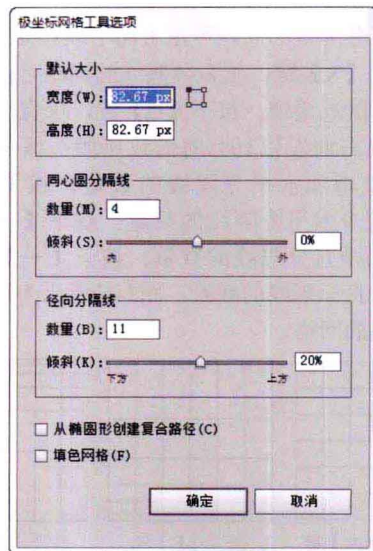 极坐标网格工具选项
默认大小
宽度(W): 82.67 px
高度(H): 82.67 px
同心圆分隔线
数量(M): 4
倾斜(S): 0%
内 外
径向分隔线
数量(B): 11
倾斜(K): 20%
下方 上方
从椭圆形创建复合路径(C)
填色网格(F)
确定 取消